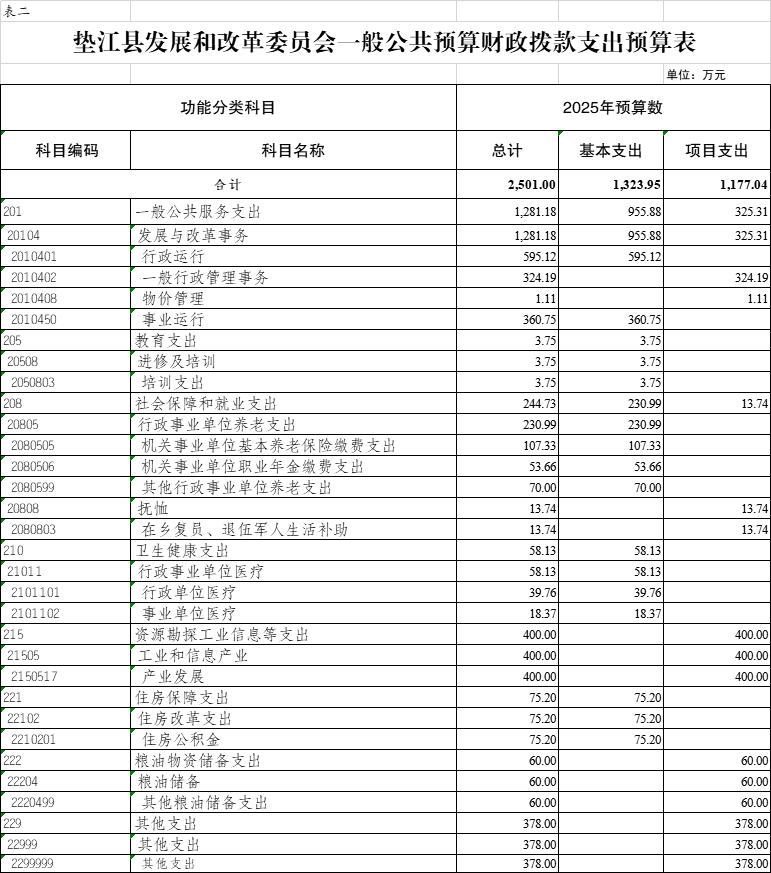 表二
垫江县发展和改革委员会一般公共预算财政拨款支出预算表
单位：万元
功能分类科目 2025年预算数
科目编码 科目名称 总计 基本支出 项目支出
合计 2,501.00 1,323.95 1,177.04
201 一般公共服务支出 1,281.18 955.88 325.31
20104 发展与改革事务 1,281.18 955.88 325.31
2010401 行政运行 595.12 595.12
2010402 一般行政管理事务 324.19 324.19
2010408 物价管理 1.11 1.11
2010450 事业运行 360.75 360.75
205 教育支出 3.75 3.75
20508 进修及培训 3.75 3.75
2050803 培训支出 3.75 3.75
208 社会保障和就业支出 244.73 230.99 13.74
20805 行政事业单位养老支出 230.99 230.99
2080505 机关事业单位基本养老保险缴费支出 107.33 107.33
2080506 机关事业单位职业年金缴费支出 53.66 53.66
2080599 其他行政事业单位养老支出 70.00 70.00
20808 抚恤 13.74 13.74
2080803 在乡复员、退伍军人生活补助 13.74 13.74
210 卫生健康支出 58.13 58.13
21011 行政事业单位医疗 58.13 58.13
2101101 行政单位医疗 39.76 39.76
2101102 事业单位医疗 18.37 18.37
215 资源勘探工业信息等支出 400.00 400.00
21505 工业和信息产业 400.00 400.00
2150517 产业发展 400.00 400.00
221 住房保障支出 75.20 75.20
22102 住房改革支出 75.20 75.20
2210201 住房公积金 75.20 75.20
222 粮油物资储备支出 60.00 60.00
22204 粮油储备 60.00 60.00
2220499 其他粮油储备支出 60.00 60.00
229 其他支出 378.00 378.00
22999 其他支出 378.00 378.00
2299999 其他支出 378.00 378.00